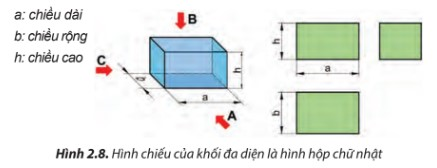 a: chiều dài
b: chiều rộng
h: chiều cao
B
C
b
a
h
A
h
a
b
Hình 2.8. Hình chiếu của khối đa diện là hình hộp chữ nhật